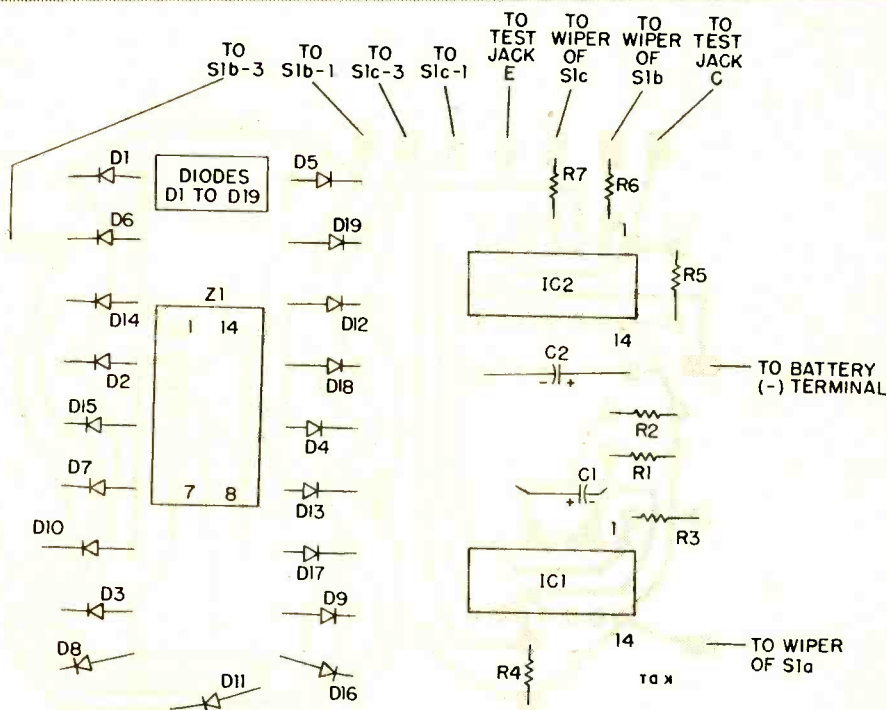 TO S1b-3
TO S1b-1
TO S1c-3
TO S1c-1
TO TEST JACK E
TO WIPER OF S1c
TO WIPER OF S1b
TO TEST JACK C
D1
DIODES
D1 TO D19
D5
R7
R6
D6
D19
1
IC2
R5
Z1
D14
1 14
D12
14
C2
- +
TO BATTERY
(-) TERMINAL
D2
D18
D15
D4
R2
R1
D7
7 8
D13
C1
+ -
D10
D17
1
R3
IC1
D3
D9
14
TO WIPER
OF S1a
D8
D16
R4
D11
KDT